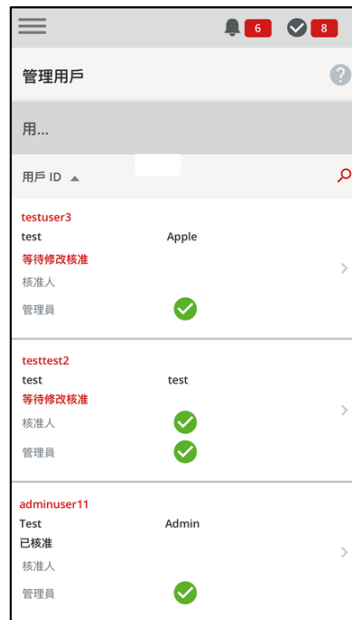 6 8
管理用戶 ?
用...
用戶 ID
testuser3
test Apple
等待修改核准
核准人
管理員
testtest2
test test
等待修改核准
核准人
管理員
adminuser11
Test Admin
已核准
核准人
管理員